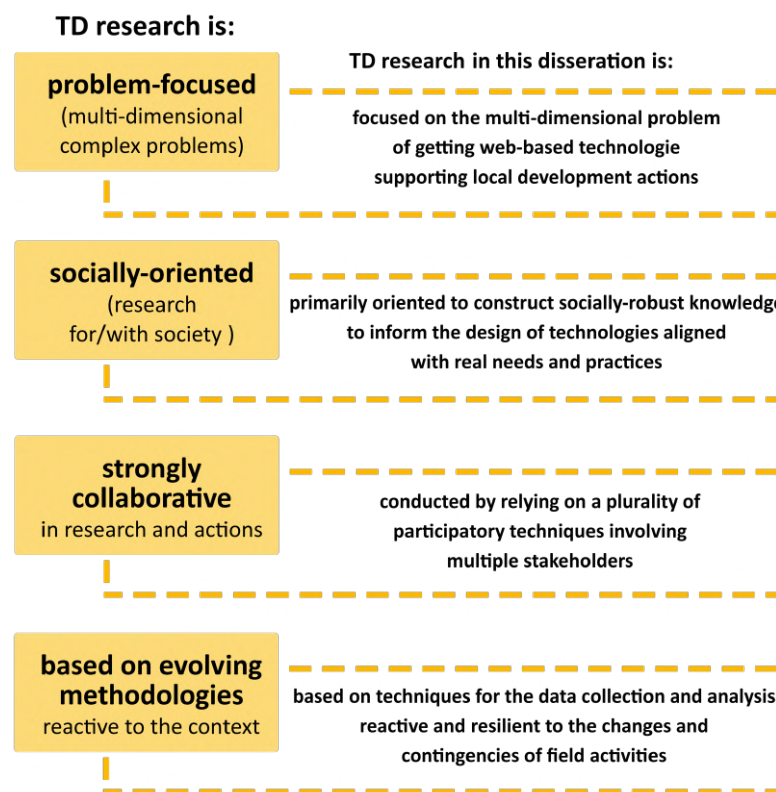 TD research is:
problem-focused
(multi-dimensional
complex problems)
TD research in this disseration is:
focused on the multi-dimensional problem
of getting web-based technologie
supporting local development actions
socially-oriented
(research
for/with society )
primarily oriented to construct socially-robust knowledge
to inform the design of technologies aligned
with real needs and practices
strongly
collaborative
in research and actions
conducted by relying on a plurality of
participatory techniques involving
multiple stakeholders
based on evolving
methodologies
reactive to the context
based on techniques for the data collection and analysis
reactive and resilient to the changes and
contingencies of field activities